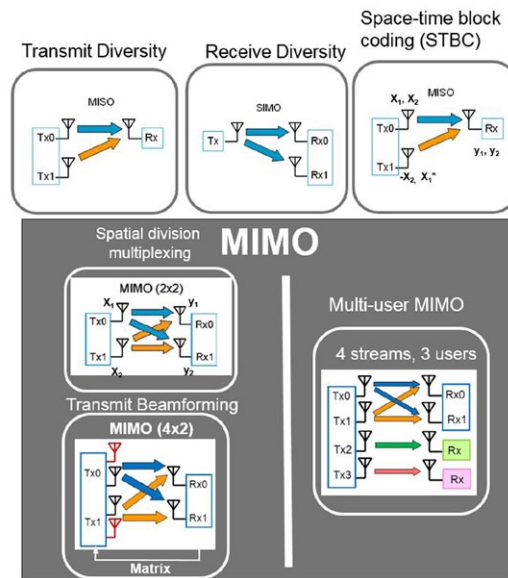 Transmit Diversity
MISO
Tx0
Tx1
Rx
Receive Diversity
SIMO
Tx
Rx0
Rx1
Space-time block
coding (STBC)
X₁, X₂
MISO
Tx0
Rx
y₁, y₂
Tx1
-X₂, X₁*
MIMO
Spatial division
multiplexing
MIMO (2x2)
X₁
y₁
Tx0
Rx0
Tx1
Rx1
X₂
y₂
Transmit Beamforming
MIMO (4x2)
Tx0
Rx0
Tx1
Rx1
Matrix
Multi-user MIMO
4 streams, 3 users
Tx0
Rx0
Tx1
Rx1
Tx2
Rx
Tx3
Rx